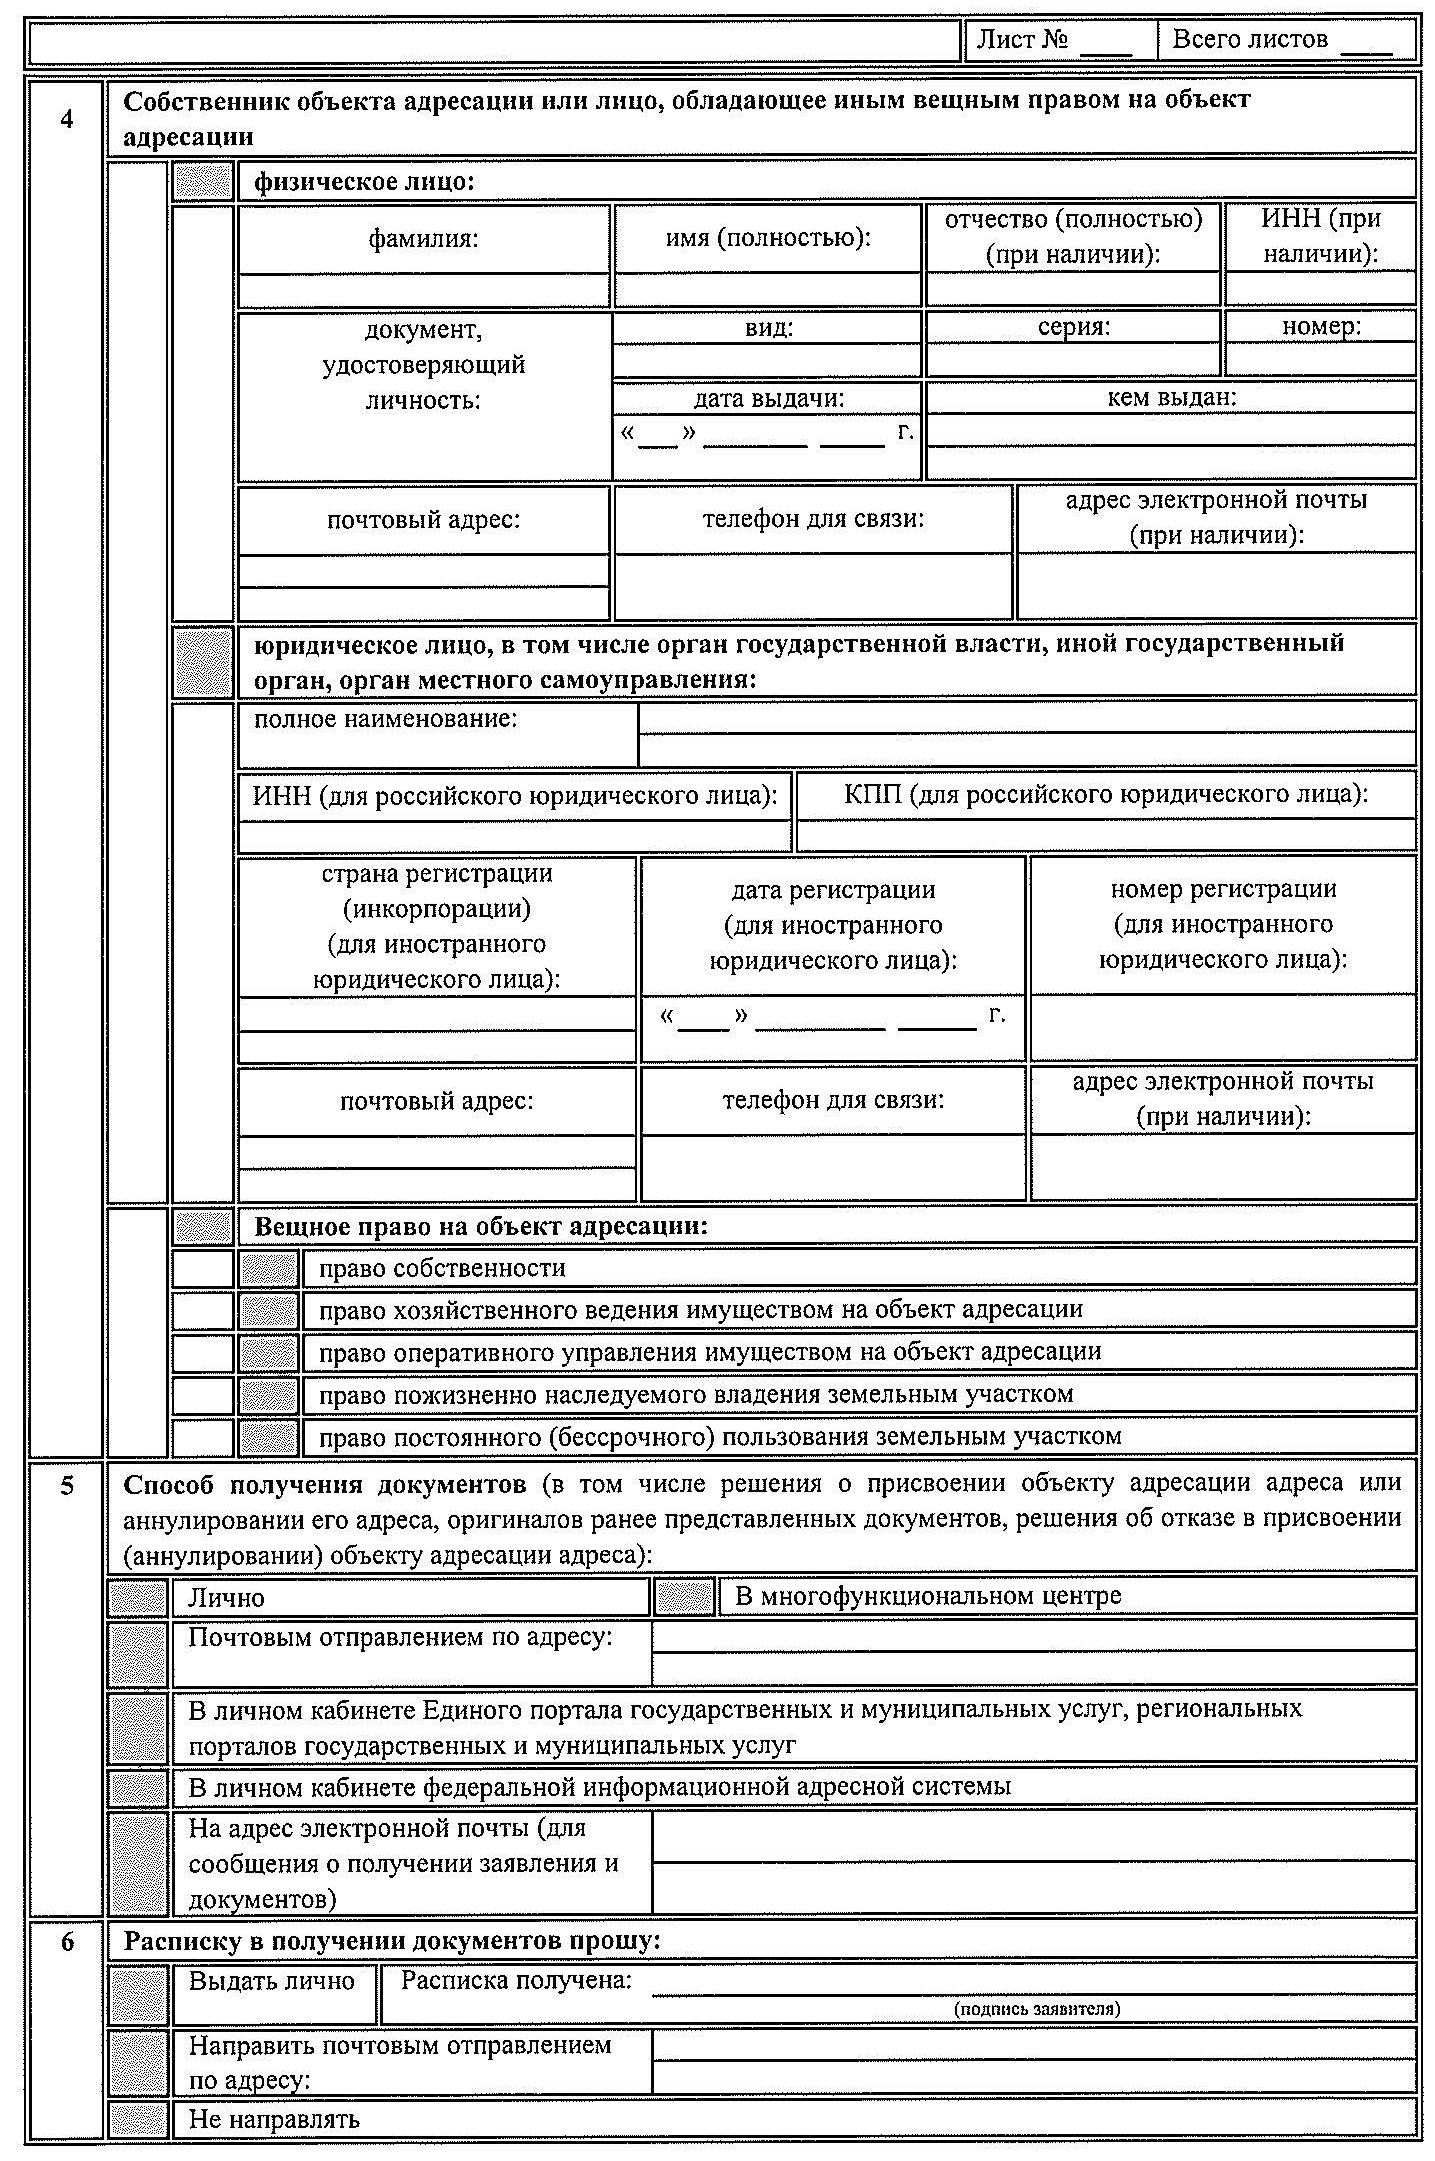 Лист № ____ Всего листов ____
4
Собственник объекта адресации или лицо, обладающее иным вещным правом на объект
адресации
физическое лицо:
фамилия: имя (полностью): отчество (полностью) (при наличии): ИНН (при наличии):
документ, удостоверяющий личность: вид: серия: номер:
дата выдачи: кем выдан:
«___» ________ _____ г.
почтовый адрес: телефон для связи: адрес электронной почты (при наличии):
юридическое лицо, в том числе орган государственной власти, иной государственный
орган, орган местного самоуправления:
полное наименование:
ИНН (для российского юридического лица): КПП (для российского юридического лица):
страна регистрации (инкорпорации) (для иностранного юридического лица): дата регистрации (для иностранного юридического лица): номер регистрации (для иностранного юридического лица):
«____» __________ ______ г.
почтовый адрес: телефон для связи: адрес электронной почты (при наличии):
Вещное право на объект адресации:
право собственности
право хозяйственного ведения имуществом на объект адресации
право оперативного управления имуществом на объект адресации
право пожизненно наследуемого владения земельным участком
право постоянного (бессрочного) пользования земельным участком
5
Способ получения документов (в том числе решения о присвоении объекту адресации адреса или
аннулировании его адреса, оригиналов ранее представленных документов, решения об отказе в присвоении
(аннулировании) объекту адресации адреса):
Лично В многофункциональном центре
Почтовым отправлением по адресу:
В личном кабинете Единого портала государственных и муниципальных услуг, региональных
порталов государственных и муниципальных услуг
В личном кабинете федеральной информационной адресной системы
На адрес электронной почты (для
сообщения о получении заявления и
документов)
6
Расписку в получении документов прошу:
Выдать лично Расписка получена: ____________________
(подпись заявителя)
Направить почтовым отправлением
по адресу:
Не направлять